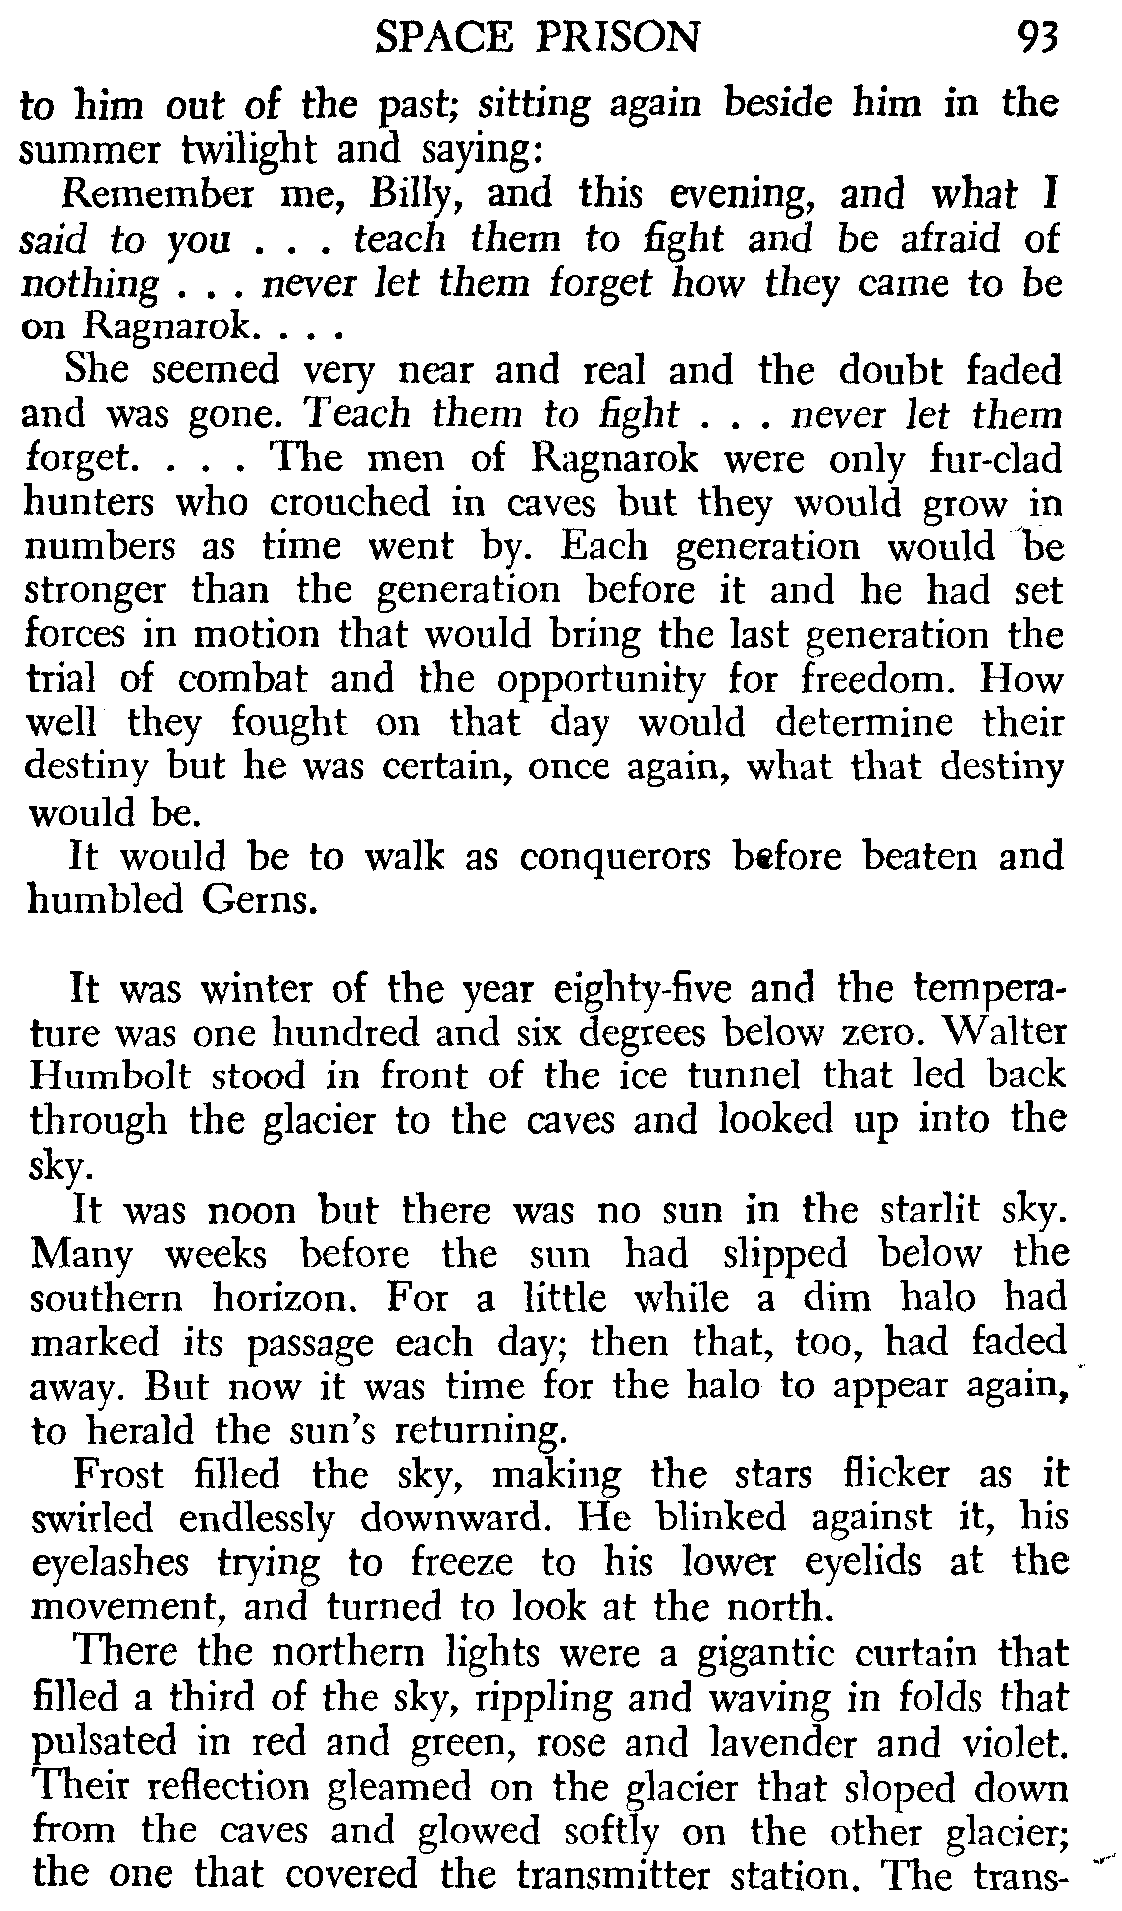 SPACE PRISON 93
to him out of the past; sitting again beside him in the
summer twilight and saying:
Remember me, Billy, and this evening, and what I
said to you . . . teach them to fight and be afraid of
nothing . . . never let them forget how they came to be
on Ragnarok. . . .
She seemed very near and real and the doubt faded
and was gone. Teach them to fight . . . never let them
forget. . . . The men of Ragnarok were only fur-clad
hunters who crouched in caves but they would grow in
numbers as time went by. Each generation would be
stronger than the generation before it and he had set
forces in motion that would bring the last generation the
trial of combat and the opportunity for freedom. How
well they fought on that day would determine their
destiny but he was certain, once again, what that destiny
would be.
It would be to walk as conquerors before beaten and
humbled Gerns.
It was winter of the year eighty-five and the tempera-
ture was one hundred and six degrees below zero. Walter
Humbolt stood in front of the ice tunnel that led back
through the glacier to the caves and looked up into the
sky.
It was noon but there was no sun in the starlit sky.
Many weeks before the sun had slipped below the
southern horizon. For a little while a dim halo had
marked its passage each day; then that, too, had faded
away. But now it was time for the halo to appear again,
to herald the sun's returning.
Frost filled the sky, making the stars flicker as it
swirled endlessly downward. He blinked against it, his
eyelashes trying to freeze to his lower eyelids at the
movement, and turned to look at the north.
There the northern lights were a gigantic curtain that
filled a third of the sky, rippling and waving in folds that
pulsated in red and green, rose and lavender and violet.
Their reflection gleamed on the glacier that sloped down
from the caves and glowed softly on the other glacier;
the one that covered the transmitter station. The trans-